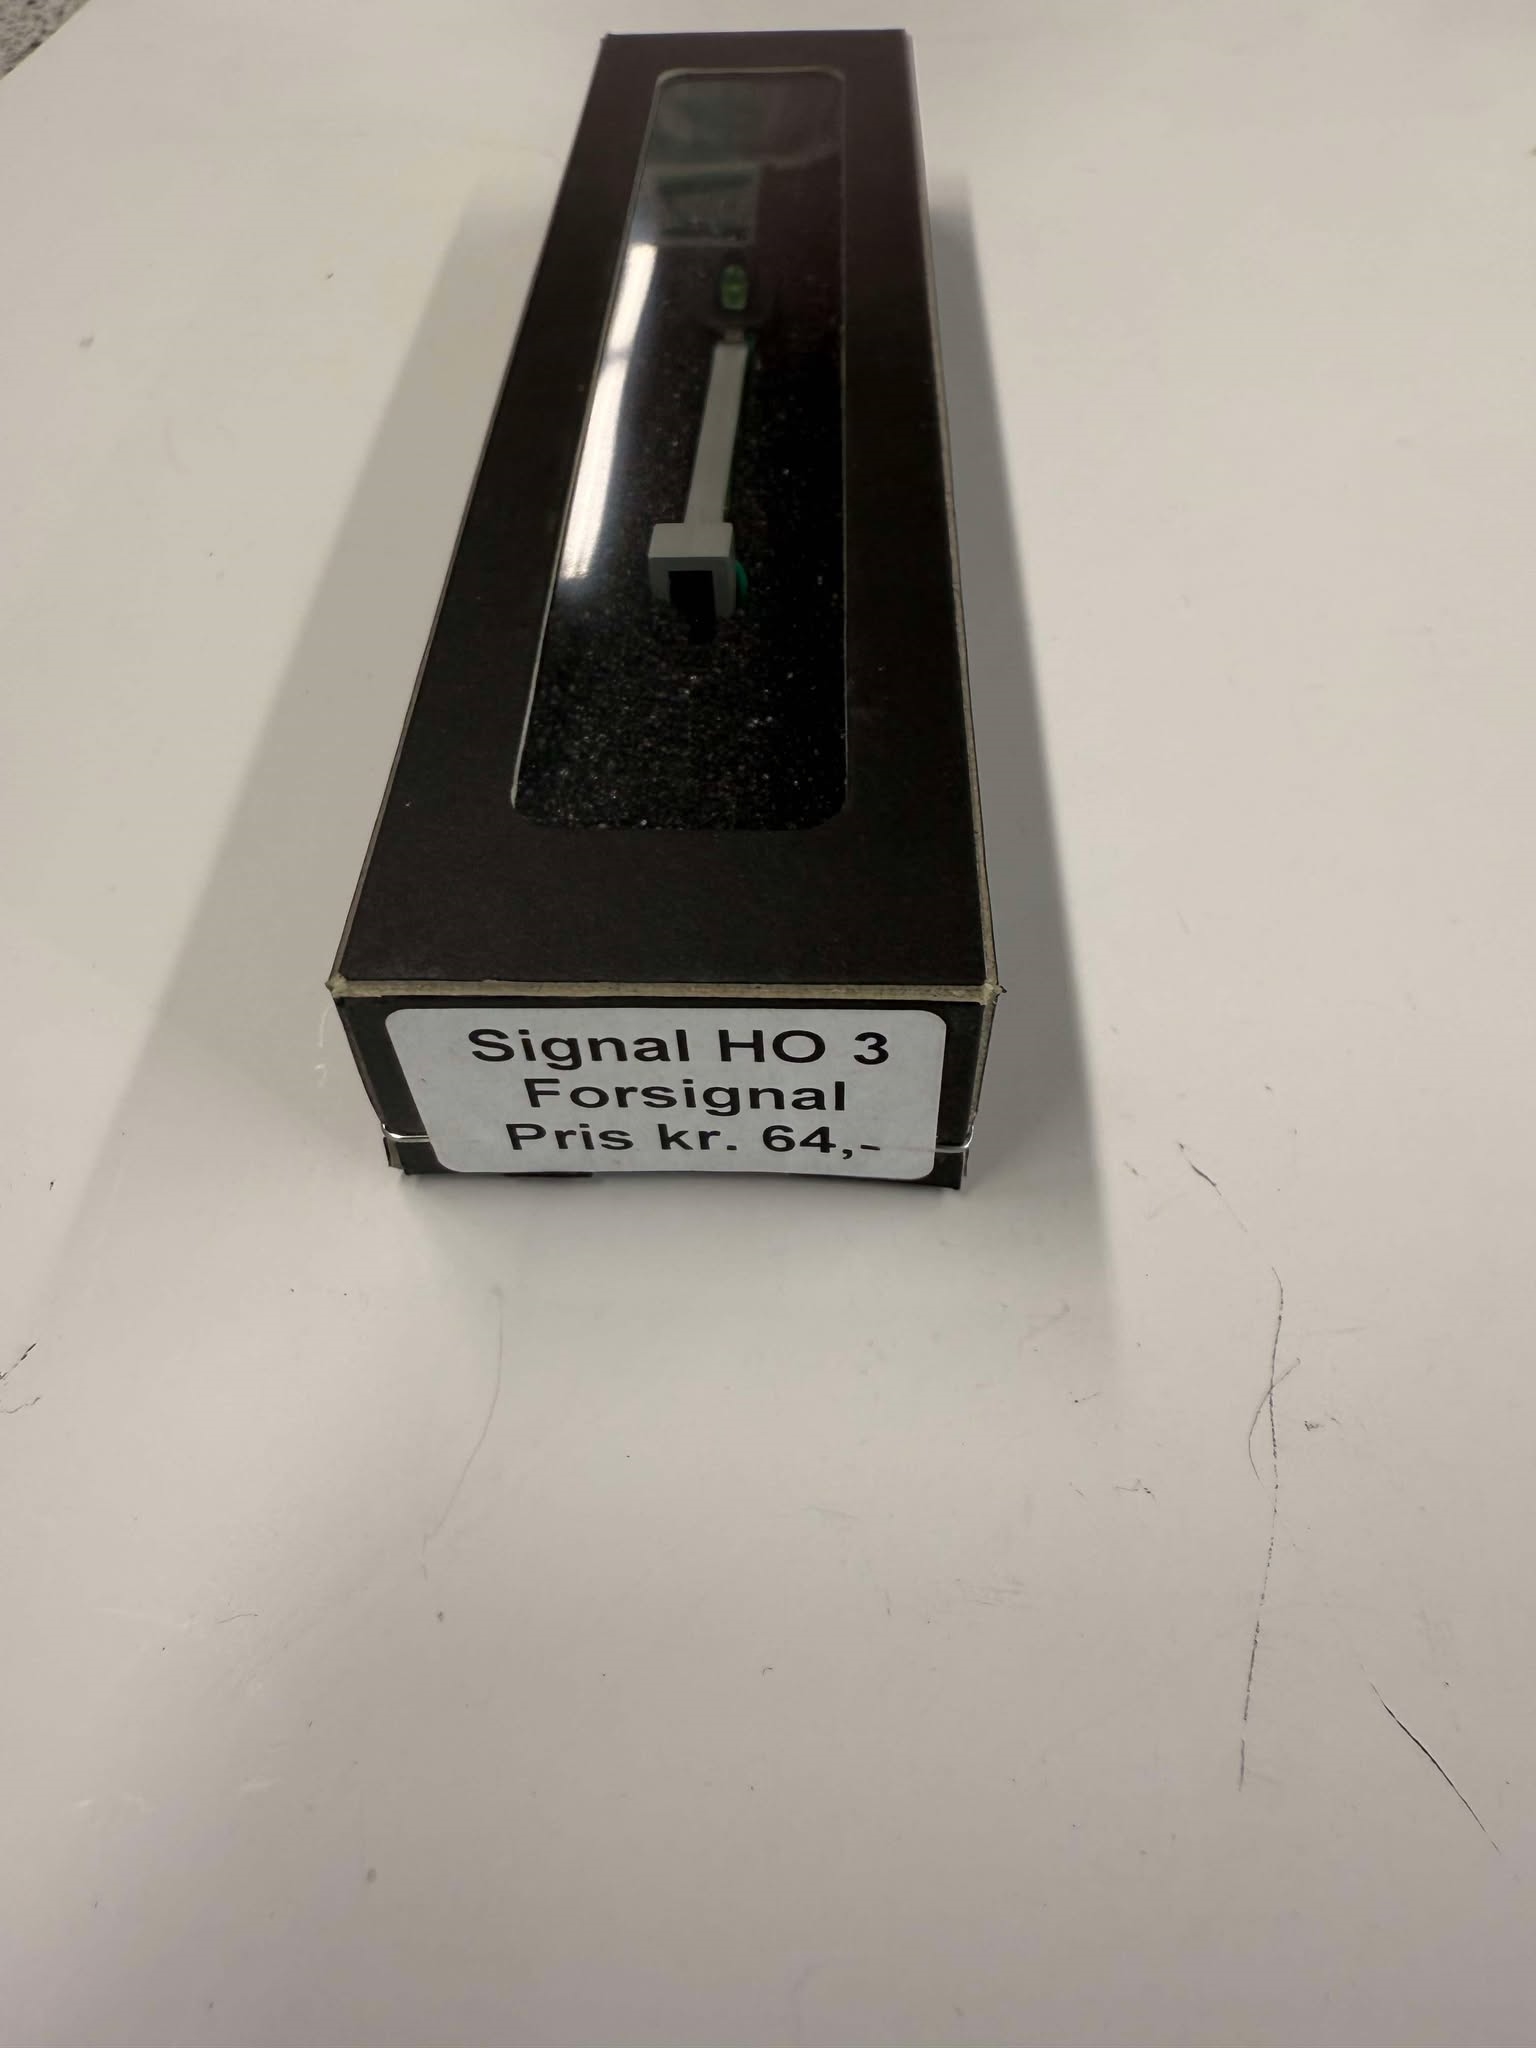 Signal HO 3
Forsignal
Pris kr. 64,-